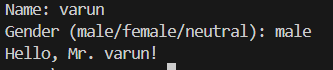 Name: varun
Gender (male/female/neutral): male
Hello, Mr. varun!